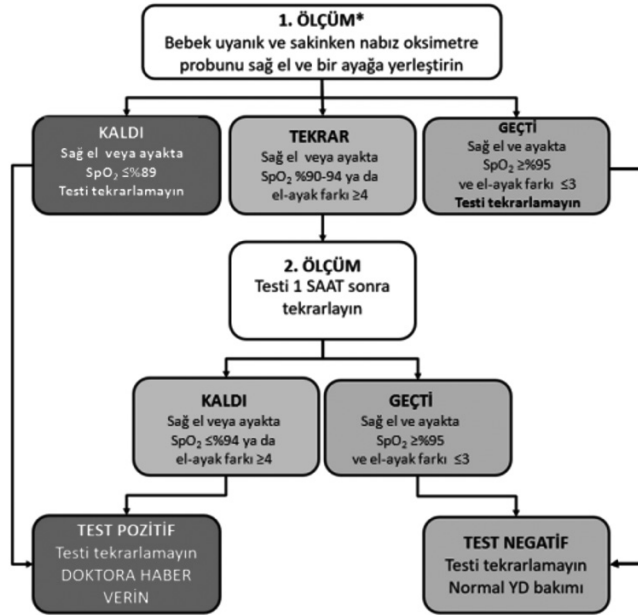 1. ÖLÇÜM*
Bebek uyanık ve sakinken nabız oksimetre
probunu sağ el ve bir ayağa yerleştirin
KALDI
Sağ el veya ayakta
SpO₂ ≤%89
Testi tekrarlamayın
TEKRAR
Sağ el veya ayakta
SpO₂ %90-94 ya da
el-ayak farkı ≥4
GEÇTİ
Sağ el ve ayakta
SpO₂ ≥%95
ve el-ayak farkı ≤3
Testi tekrarlamayın
2. ÖLÇÜM
Testi 1 SAAT sonra
tekrarlayın
KALDI
Sağ el veya ayakta
SpO₂ ≤%94 ya da
el-ayak farkı ≥4
GEÇTİ
Sağ el ve ayakta
SpO₂ ≥%95
ve el-ayak farkı ≤3
TEST POZİTİF
Testi tekrarlamayın
DOKTORA HABER
VERİN
TEST NEGATİF
Testi tekrarlamayın
Normal YD bakımı